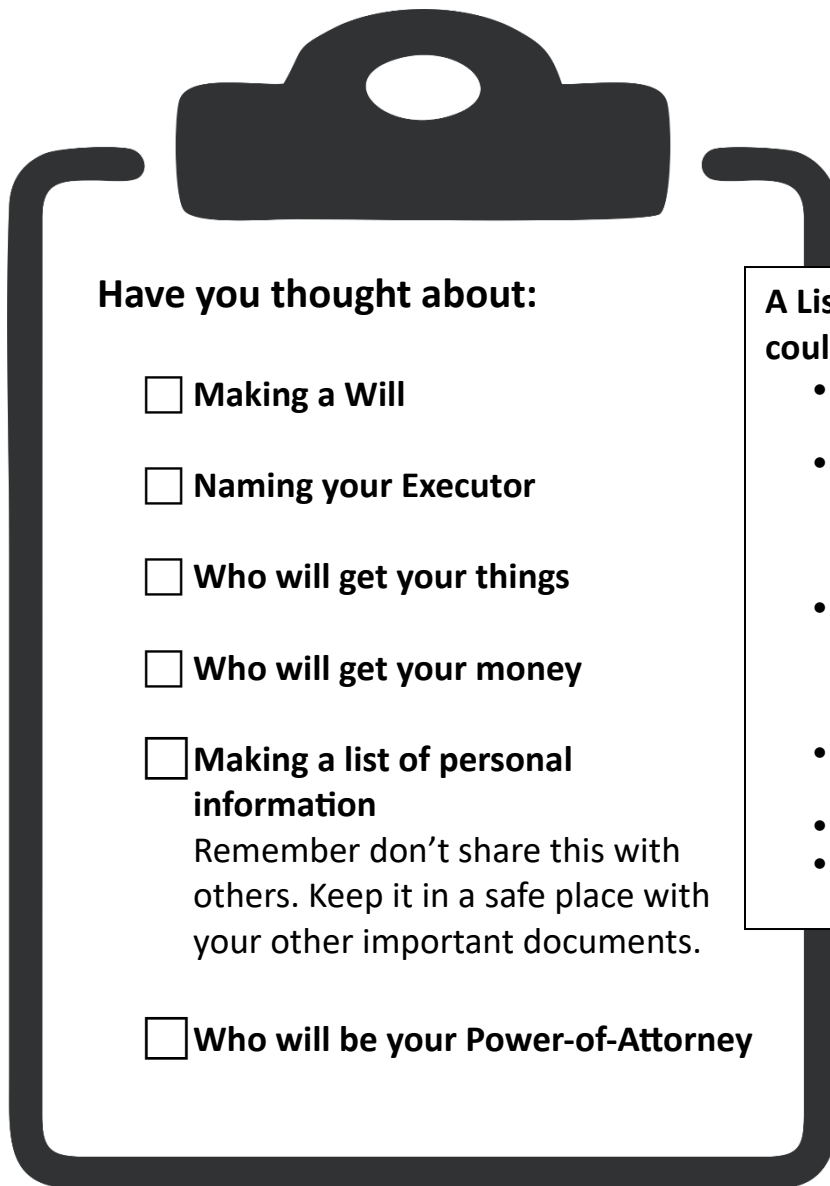 Have you thought about:
Making a Will
Naming your Executor
Who will get your things
Who will get your money
Making a list of personal
information
Remember don’t share this with
others. Keep it in a safe place with
your other important documents.
Who will be your Power-of-Attorney
A